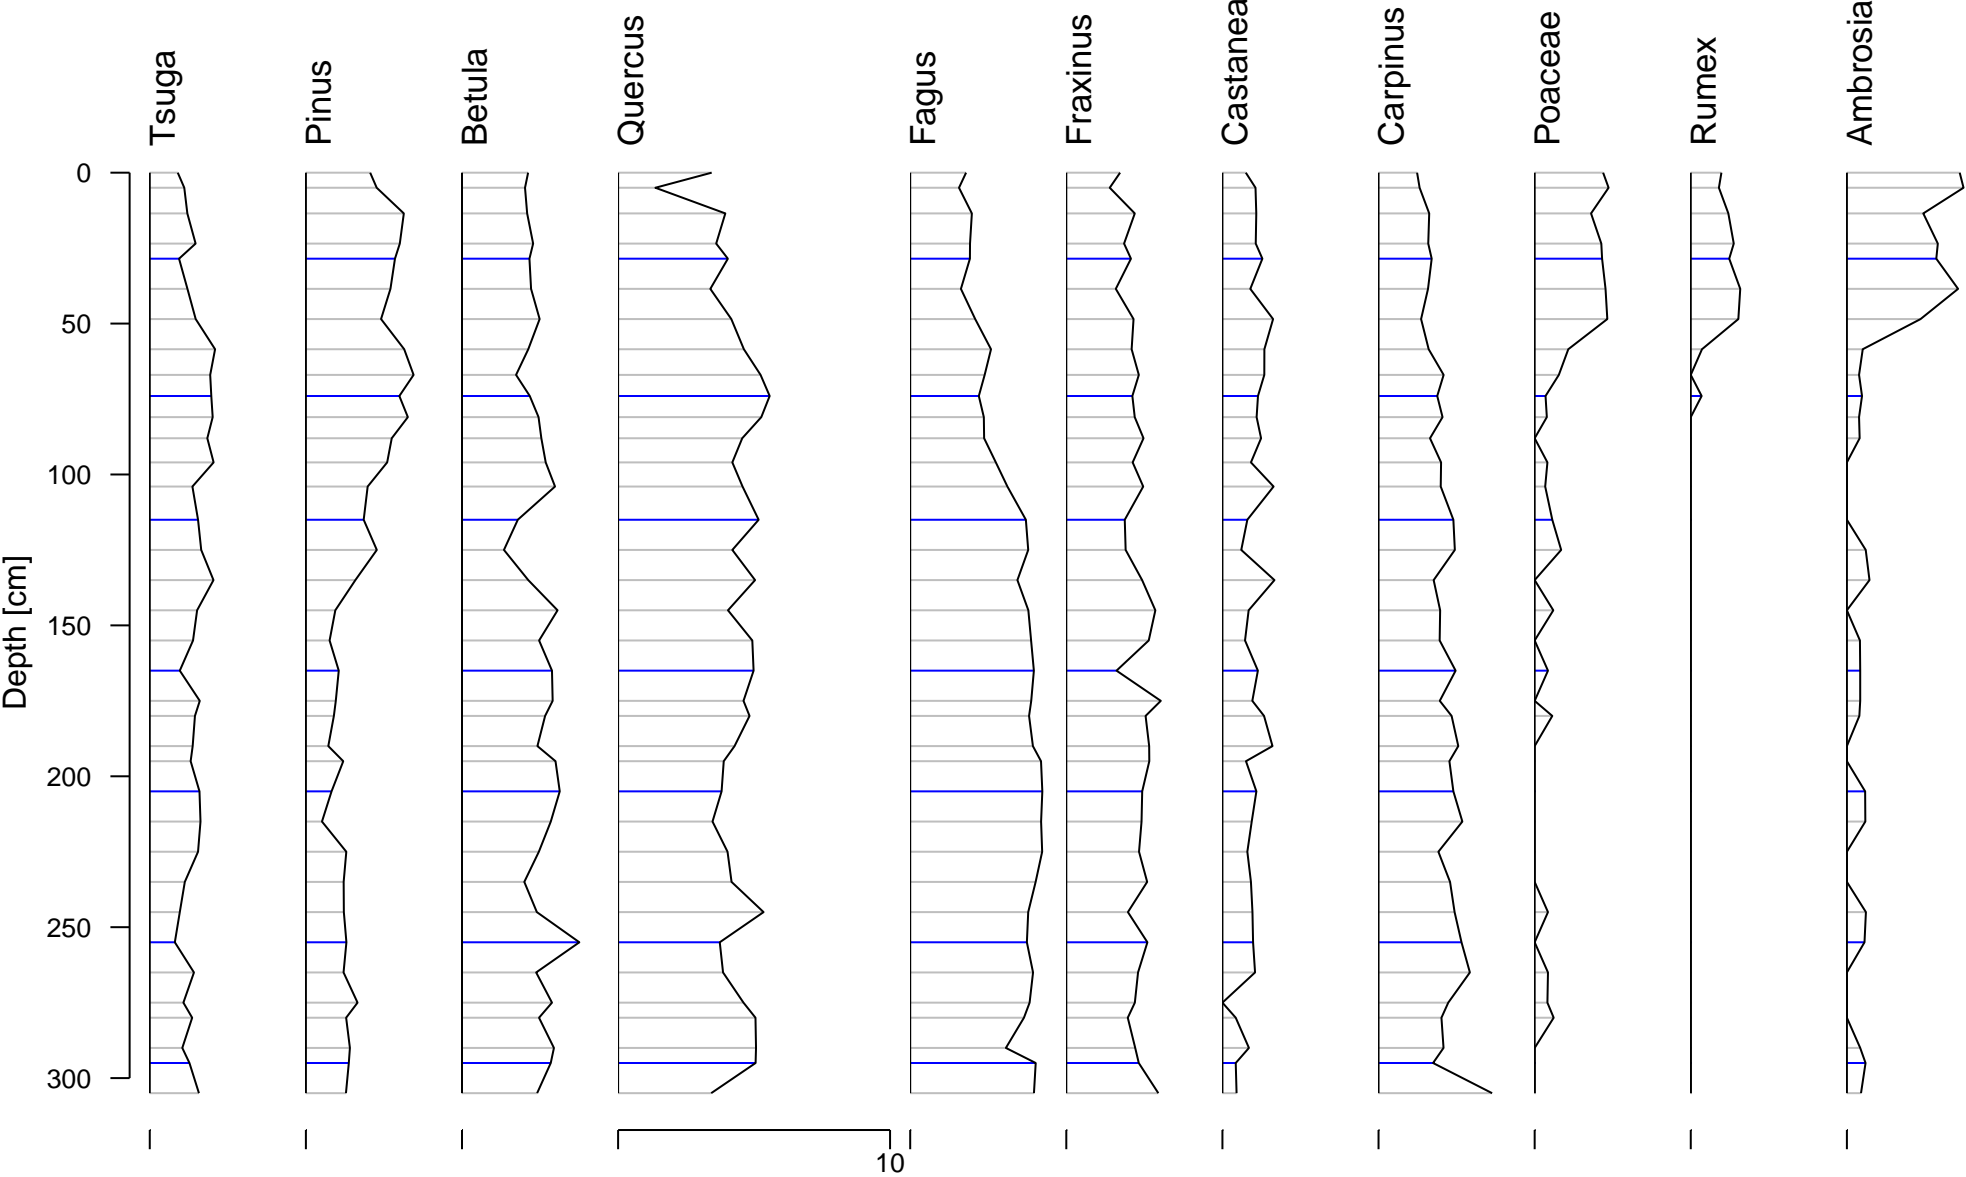 Tsuga
Pinus
Betula
Quercus
Fagus
Fraxinus
Castanea
Carpinus
Poaceae
Rumex
Ambrosia
Depth [cm]
0
50
100
150
200
250
300
10